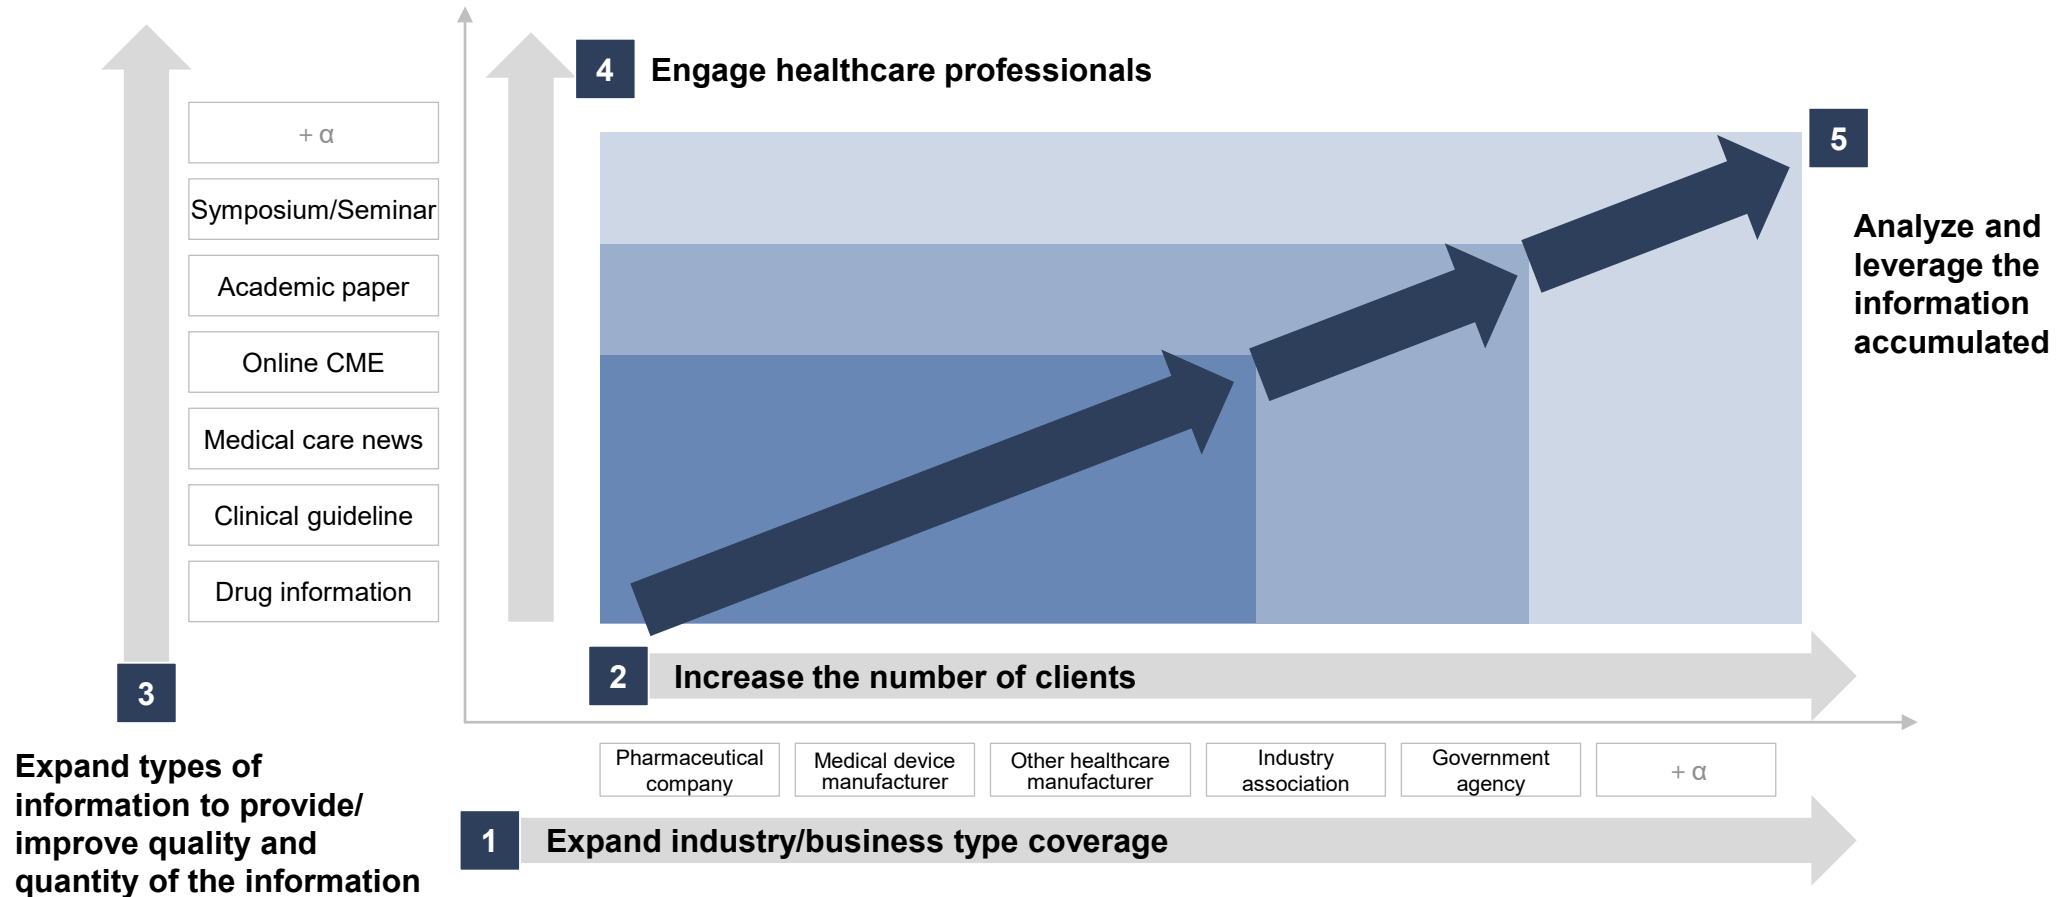 4
Engage healthcare professionals
5
Analyze and
leverage the
information
accumulated
+ α
Symposium/Seminar
Academic paper
Online CME
Medical care news
Clinical guideline
Drug information
3
Expand types of
information to provide/
improve quality and
quantity of the information
2
Increase the number of clients
Pharmaceutical
company
Medical device
manufacturer
Other healthcare
manufacturer
Industry
association
Government
agency
+ α
1
Expand industry/business type coverage